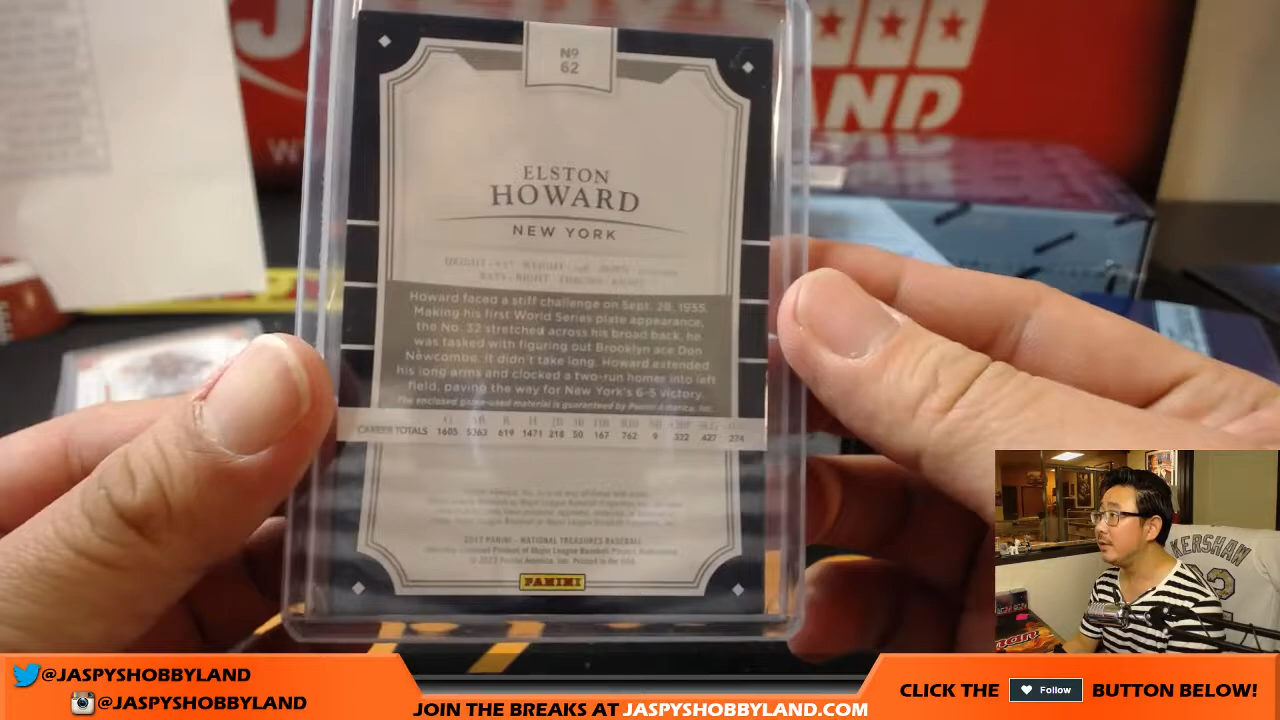 AND
Nº
62
ELSTON
HOWARD
NEW YORK
Howard faced a stiff challenge on Sept. 28, 1955.
Making his first World Series plate appearance,
the No. 32 stretched across his broad back, he
was tasked with figuring out Brooklyn ace Don
Newcombe. It didn't take long. Howard extended
his long arms and clocked a two-run homer into left
field, paving the way for New York's 6-5 victory.
The enclosed game-used material is guaranteed by Panini America, Inc.
CAREER TOTALS 1605 5363 619 1471 218 50 167 762 9 .322 .427 .274
2017 PANINI - NATIONAL TREASURES BASEBALL
PANINI
KERSHAW
@JASPYSHOBBYLAND
@JASPYSHOBBYLAND
JOIN THE BREAKS AT JASPYSHOBBYLAND.COM
CLICK THE Follow BUTTON BELOW!